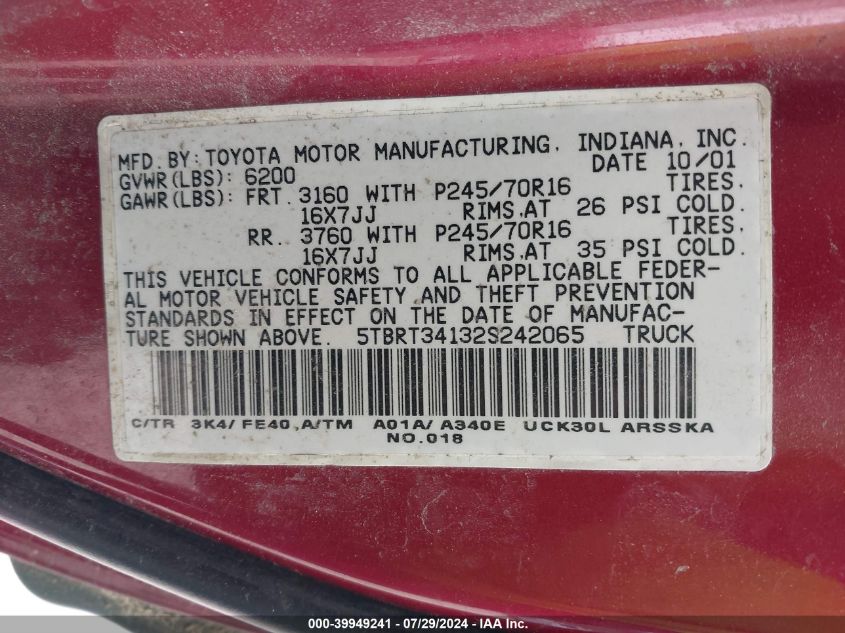 MFD. BY: TOYOTA MOTOR MANUFACTURING, INDIANA, INC.
GVWR(LBS): 6200 DATE 10/01
GAWR(LBS): FRT. 3160 WITH P245/70R16 TIRES,
16X7JJ RIMS,AT 26 PSI COLD.
RR. 3760 WITH P245/70R16 TIRES,
16X7JJ RIMS,AT 35 PSI COLD.
THIS VEHICLE CONFORMS TO ALL APPLICABLE FEDER-
AL MOTOR VEHICLE SAFETY AND THEFT PREVENTION
STANDARDS IN EFFECT ON THE DATE OF MANUFAC-
TURE SHOWN ABOVE. 5TBRT34132S242065 TRUCK
C/TR 3K4/FE40,A/TM A01A/A340E UCK30L ARSSKA
NO.018
000-39949241 - 07/29/2024 - IAA, Inc.